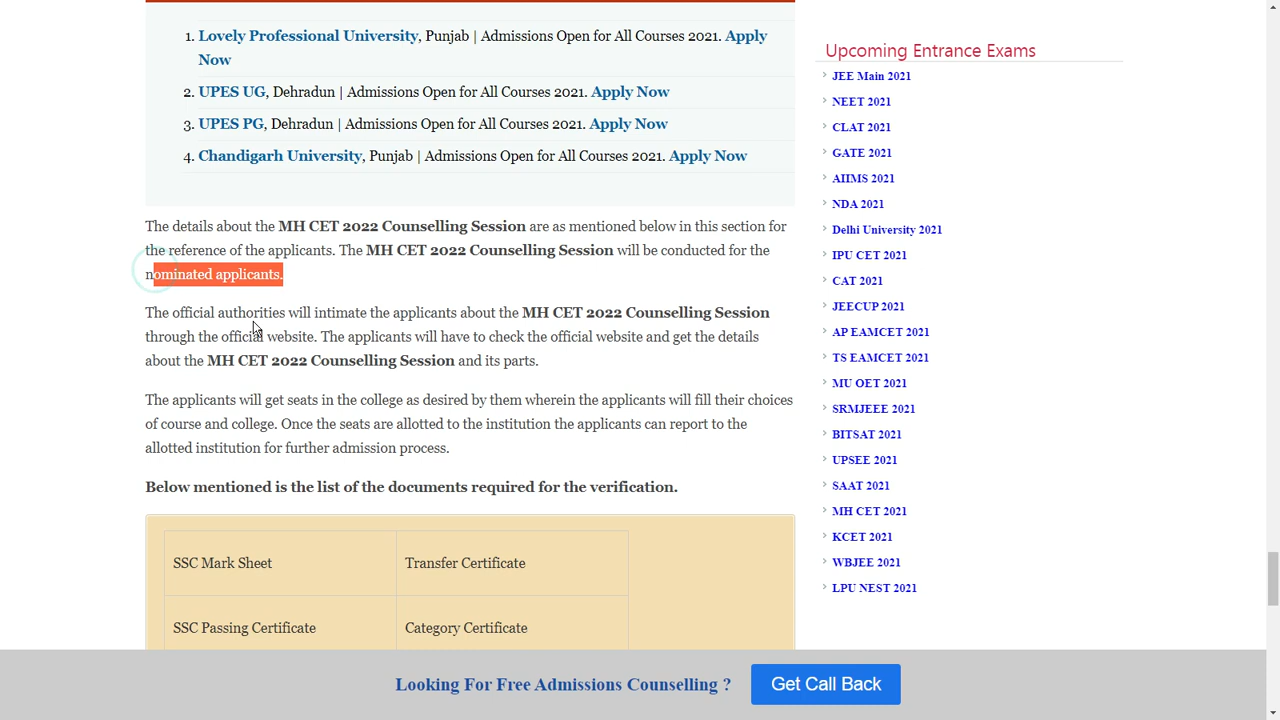 1. Lovely Professional University, Punjab | Admissions Open for All Courses 2021. Apply
Now
2. UPES UG, Dehradun | Admissions Open for All Courses 2021. Apply Now
3. UPES PG, Dehradun | Admissions Open for All Courses 2021. Apply Now
4. Chandigarh University, Punjab | Admissions Open for All Courses 2021. Apply Now
The details about the MH CET 2022 Counselling Session are as mentioned below in this section for
the reference of the applicants. The MH CET 2022 Counselling Session will be conducted for the
nominated applicants.
The official authorities will intimate the applicants about the MH CET 2022 Counselling Session
through the official website. The applicants will have to check the official website and get the details
about the MH CET 2022 Counselling Session and its parts.
The applicants will get seats in the college as desired by them wherein the applicants will fill their choices
of course and college. Once the seats are allotted to the institution the applicants can report to the
allotted institution for further admission process.
Below mentioned is the list of the documents required for the verification.
SSC Mark Sheet
Transfer Certificate
SSC Passing Certificate
Category Certificate
Upcoming Entrance Exams
JEE Main 2021
NEET 2021
CLAT 2021
GATE 2021
AIIMS 2021
NDA 2021
Delhi University 2021
IPU CET 2021
CAT 2021
JEECUP 2021
AP EAMCET 2021
TS EAMCET 2021
MU OET 2021
SRMJEEE 2021
BITSAT 2021
UPSEE 2021
SAAT 2021
MH CET 2021
KCET 2021
WBJEE 2021
LPU NEST 2021
Looking For Free Admissions Counselling ?
Get Call Back